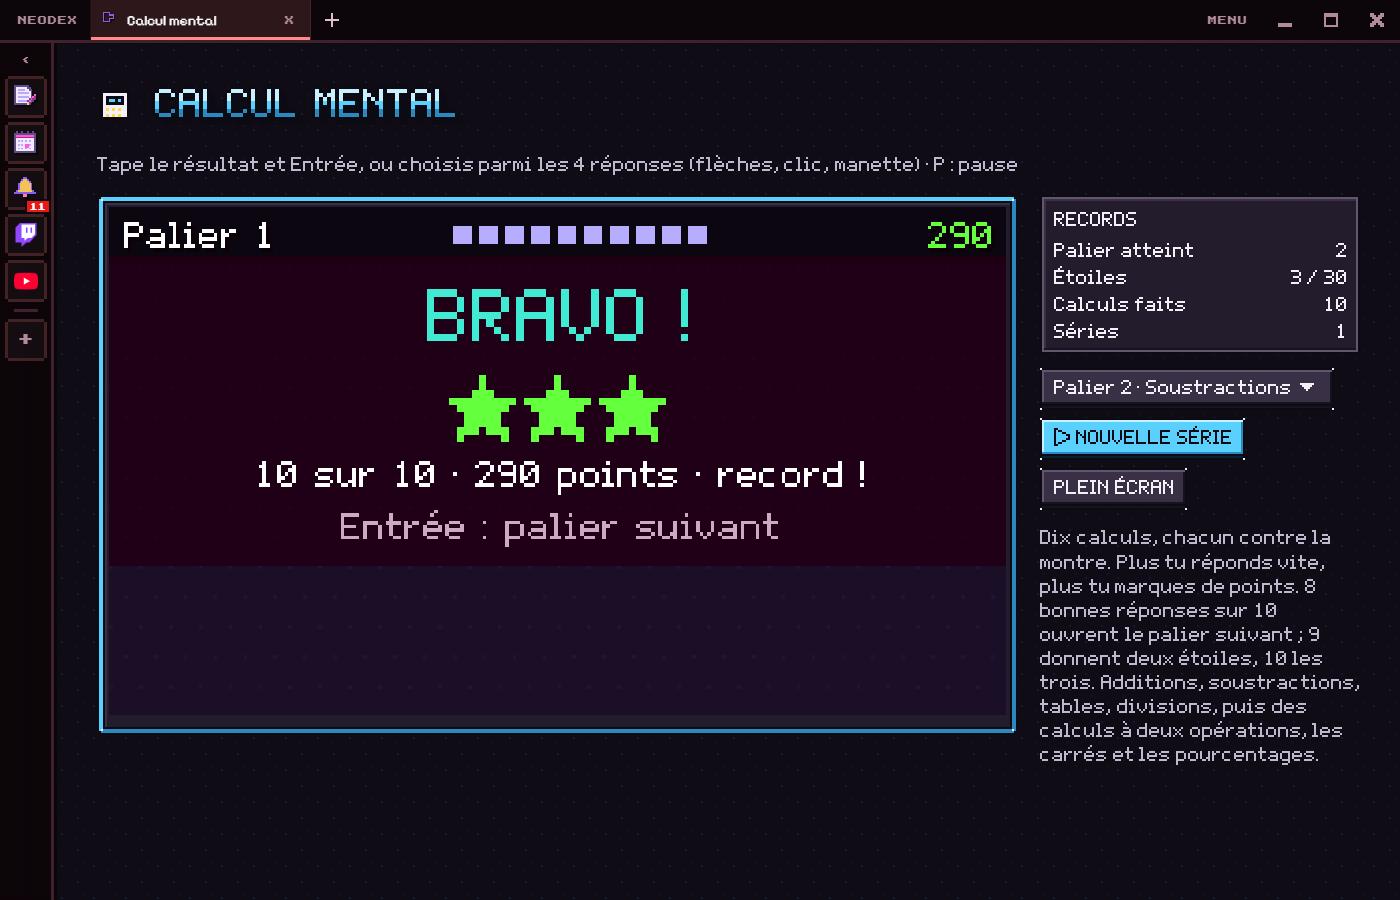 NEODEX
Calcul mental
MENU
11
CALCUL MENTAL
Tape le résultat et Entrée, ou choisis parmi les 4 réponses (flèches, clic, manette) · P : pause
Palier 1
290
BRAVO !
10 sur 10 · 290 points · record !
Entrée : palier suivant
RECORDS
Palier atteint 2
Étoiles 3 / 30
Calculs faits 10
Séries 1
Palier 2 · Soustractions
NOUVELLE SÉRIE
PLEIN ÉCRAN
Dix calculs, chacun contre la
montre. Plus tu réponds vite,
plus tu marques de points. 8
bonnes réponses sur 10
ouvrent le palier suivant ; 9
donnent deux étoiles, 10 les
trois. Additions, soustractions,
tables, divisions, puis des
calculs à deux opérations, les
carrés et les pourcentages.